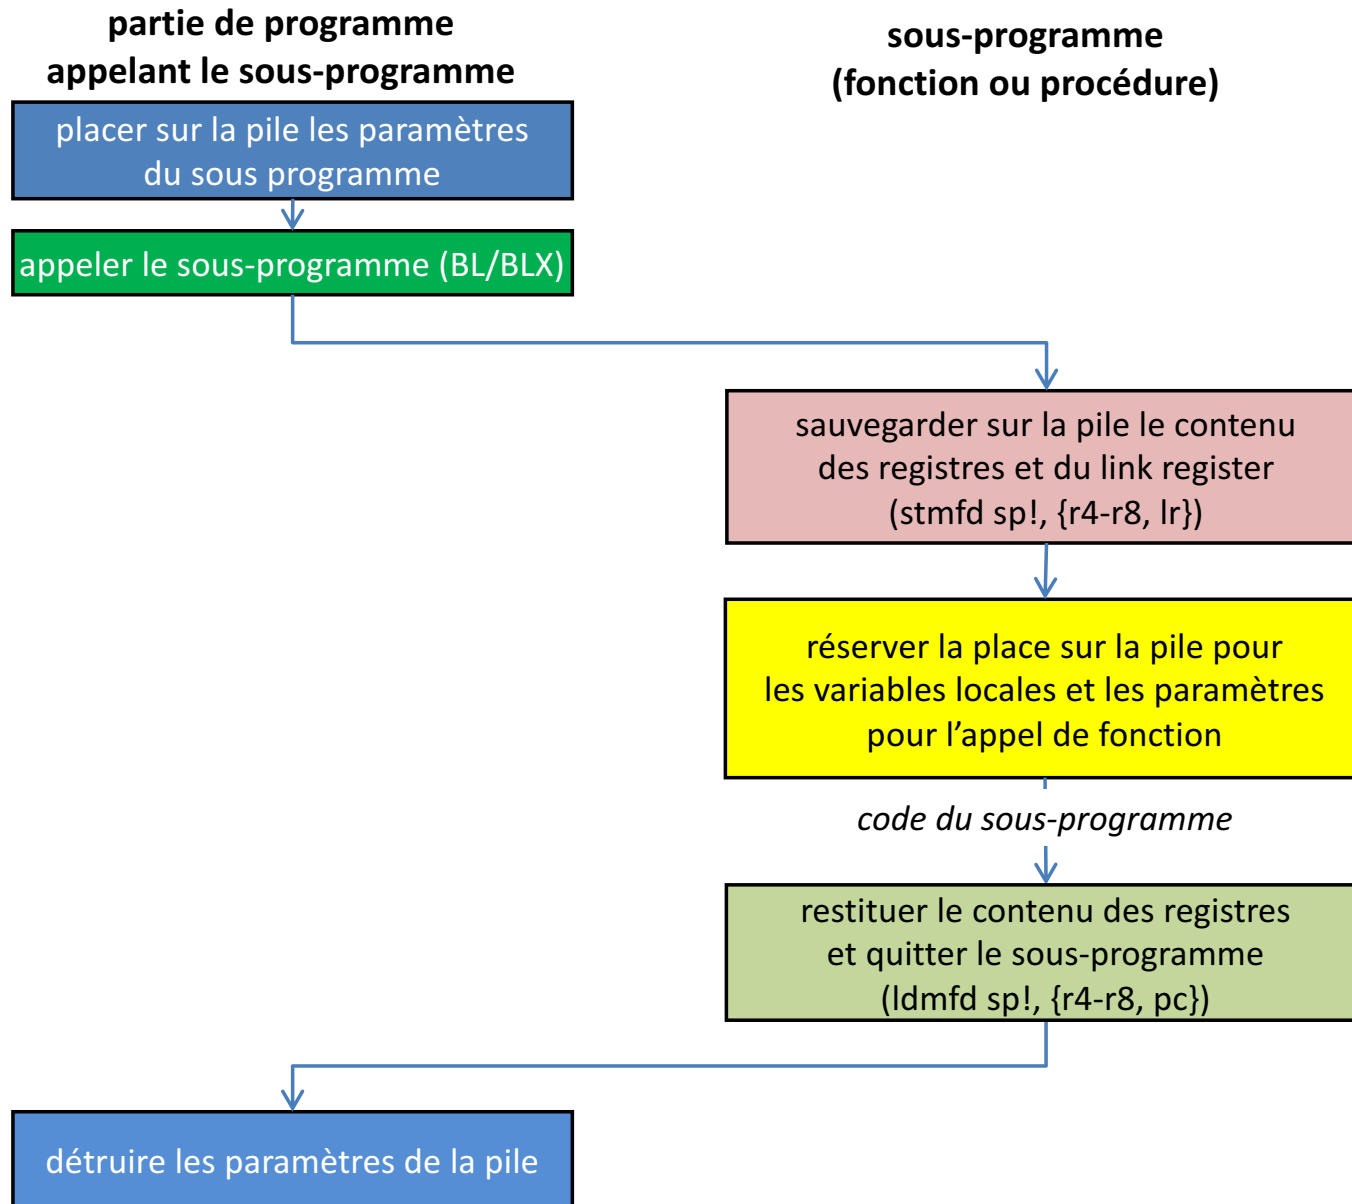 partie de programme
appelant le sous-programme
sous-programme
(fonction ou procédure)
placer sur la pile les paramètres
du sous programme
appeler le sous-programme (BL/BLX)
sauvegarder sur la pile le contenu
des registres et du link register
(stmfd sp!, {r4-r8, lr})
réserver la place sur la pile pour
les variables locales et les paramètres
pour l’appel de fonction
code du sous-programme
restituer le contenu des registres
et quitter le sous-programme
(ldmfd sp!, {r4-r8, pc})
détruire les paramètres de la pile